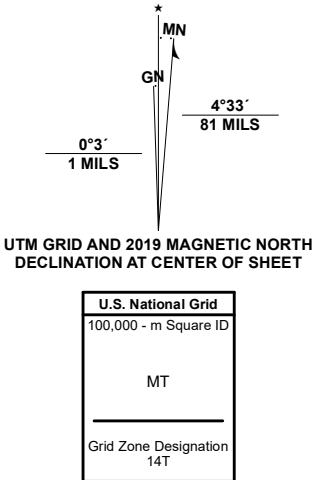 MN
GN
4°33´
81 MILS
0°3´
1 MILS
UTM GRID AND 2019 MAGNETIC NORTH
DECLINATION AT CENTER OF SHEET
U.S. National Grid
100,000 - m Square ID
MT
Grid Zone Designation
14T